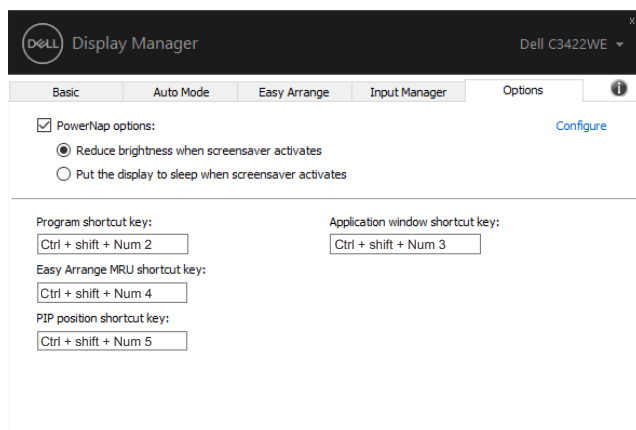 DELL Display Manager
Dell C3422WE
x
Basic Auto Mode Easy Arrange Input Manager Options i
PowerNap options: Configure
Reduce brightness when screensaver activates
Put the display to sleep when screensaver activates
Program shortcut key: Application window shortcut key:
Ctrl + shift + Num 2 Ctrl + shift + Num 3
Easy Arrange MRU shortcut key:
Ctrl + shift + Num 4
PIP position shortcut key:
Ctrl + shift + Num 5